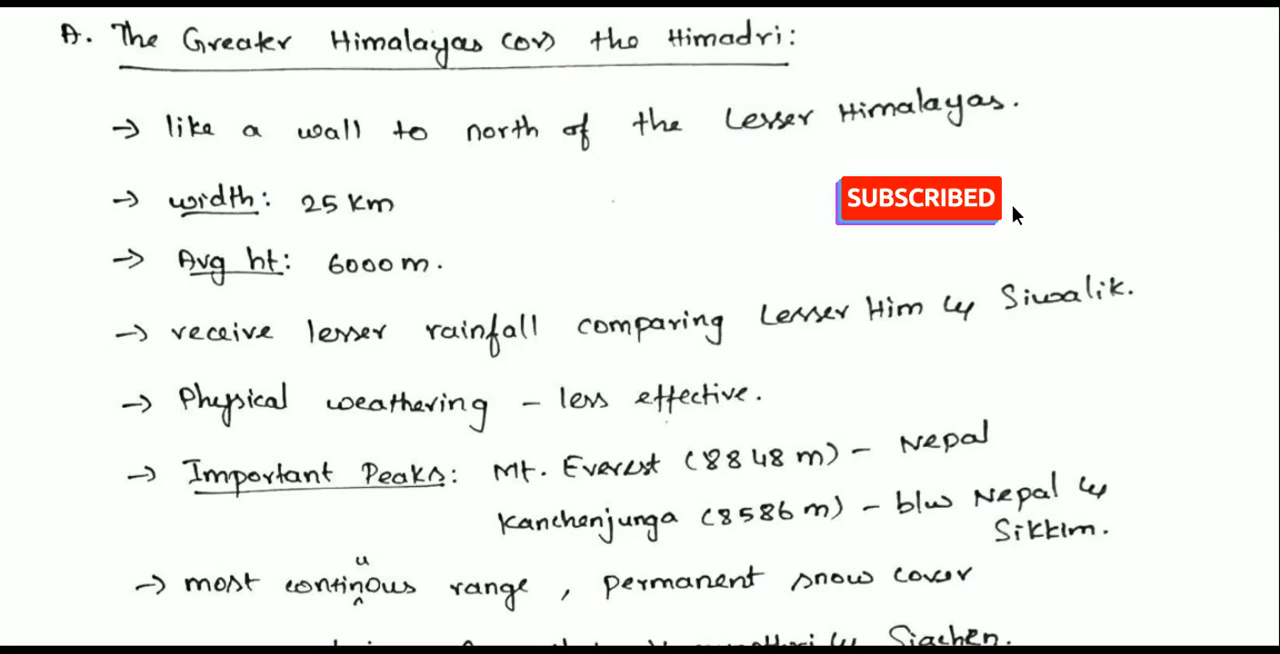 A. The Greater Himalayas (or) the Himadri:
→ like a wall to north of the Lesser Himalayas.
→ width: 25 Km
SUBSCRIBED
→ Avg ht: 6000 m.
→ receive lesser rainfall comparing Lesser Him & Siwalik.
→ Physical weathering - less effective.
→ Important Peaks: Mt. Everest (8848 m) - Nepal
Kanchenjunga (8586 m) - b/w Nepal &
Sikkim.
→ most continuous range, permanent snow cover
& Siachen.